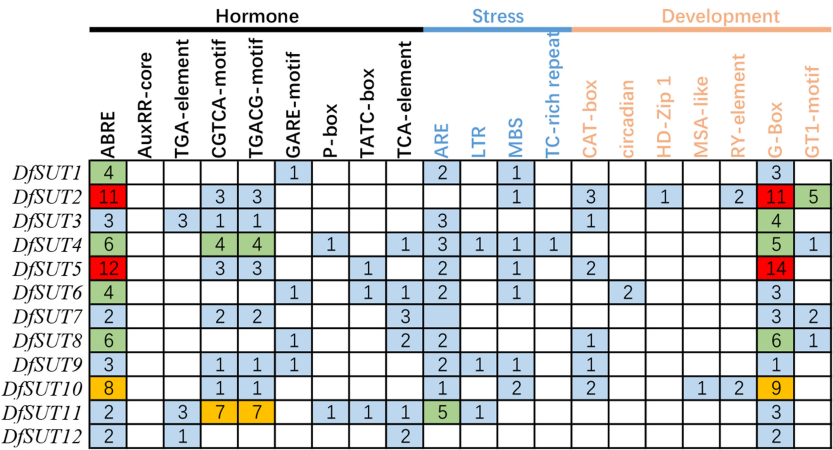 Hormone Stress Development
ABRE AuxRR-core TGA-element CGTCA-motif TGACG-motif GARE-motif P-box TATC-box TCA-element ARE LTR MBS TC-rich repeat CAT-box circadian HD-Zip 1 MSA-like RY-element G-Box GT1-motif
DfSUT1 4 1 2 1 3
DfSUT2 11 3 3 1 3 1 2 11 5
DfSUT3 3 3 1 1 3 1 4
DfSUT4 6 4 4 1 1 3 1 1 1 5 1
DfSUT5 12 3 3 1 2 1 2 14
DfSUT6 4 1 1 1 2 1 2 3
DfSUT7 2 2 2 3 3 2
DfSUT8 6 1 2 2 1 6 1
DfSUT9 3 1 1 1 2 1 1 1 1
DfSUT10 8 1 1 1 2 2 1 2 9
DfSUT11 2 3 7 7 1 1 1 5 1 3
DfSUT12 2 1 2 2